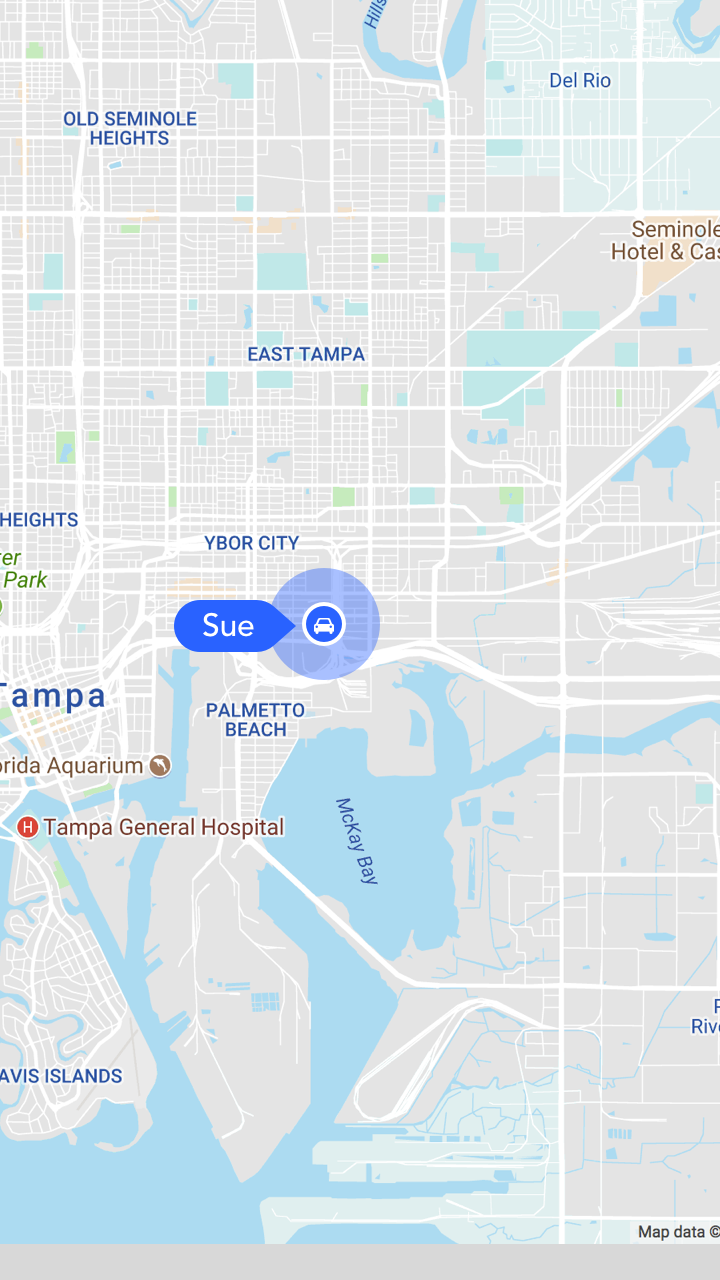 Hills
Del Rio
OLD SEMINOLE
HEIGHTS
Seminole
Hotel & Cas
EAST TAMPA
HEIGHTS
YBOR CITY
ter
Park
Sue
Tampa
PALMETTO
BEACH
orida Aquarium
McKay Bay
H
Tampa General Hospital
Rive
AVIS ISLANDS
Map data ©